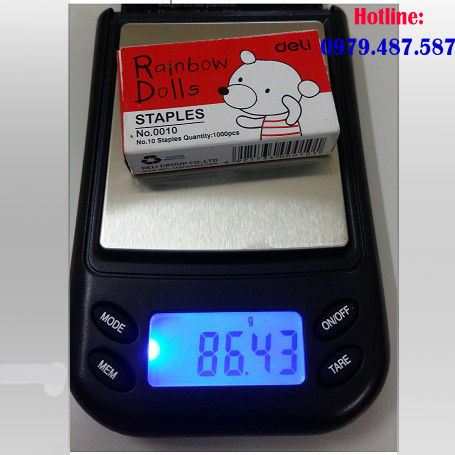 Hotline:
0979.487.587
deli
Rainbow
Dolls
STAPLES
No.0010
No.10 Staples Quantity:1000pcs
DELI GROUP CO.,LTD
MODE
ON/OFF
g
86.43
MEM
TARE